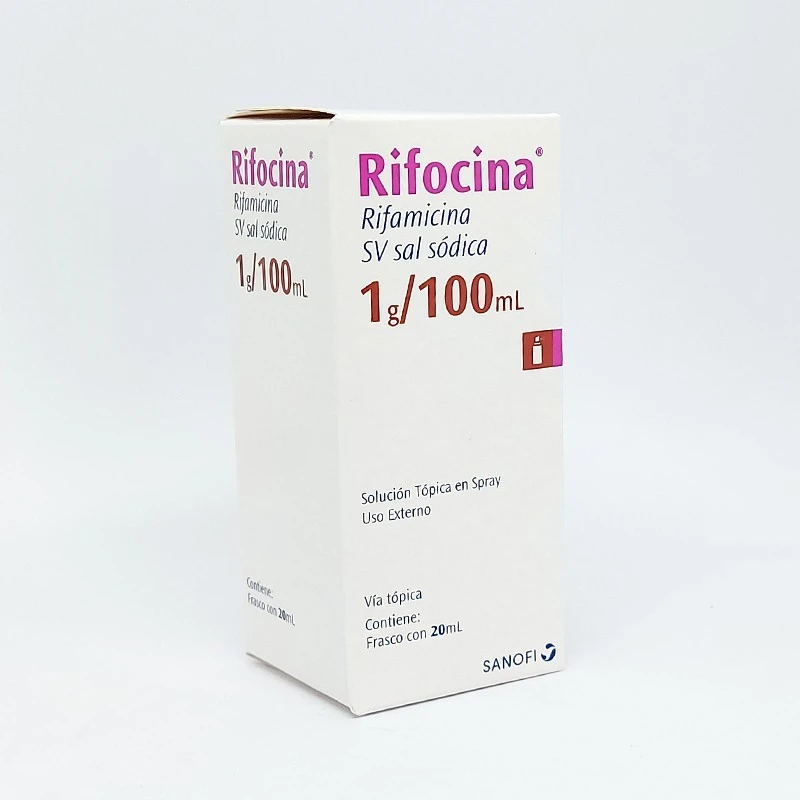 Rifocina®
Rifamicina
SV sal sódica
1g/100mL
Contiene:
Frasco con 20mL
Rifocina®
Rifamicina
SV sal sódica
1g/100mL
Solución Tópica en Spray
Uso Externo
Vía tópica
Contiene:
Frasco con 20mL
SANOFI